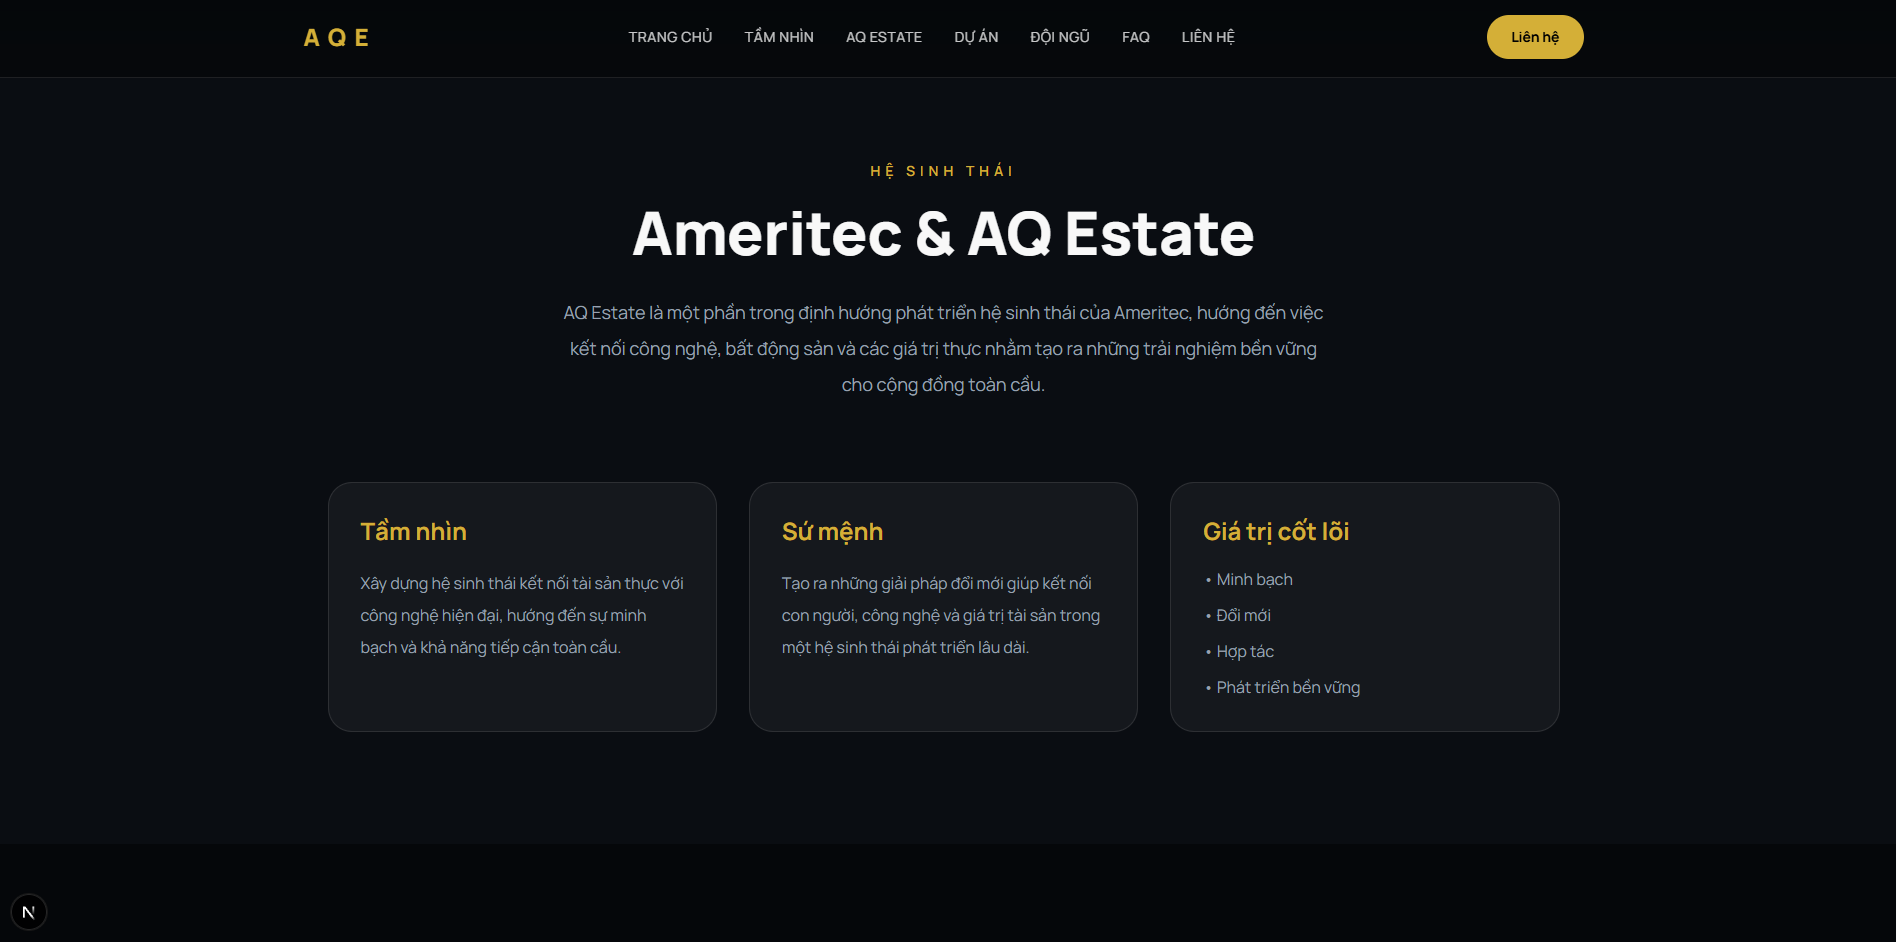 AQE
TRANG CHỦ TẦM NHÌN AQ ESTATE DỰ ÁN ĐỘI NGŨ FAQ LIÊN HỆ
Liên hệ
HỆ SINH THÁI
Ameritec & AQ Estate
AQ Estate là một phần trong định hướng phát triển hệ sinh thái của Ameritec, hướng đến việc
kết nối công nghệ, bất động sản và các giá trị thực nhằm tạo ra những trải nghiệm bền vững
cho cộng đồng toàn cầu.
Tầm nhìn
Xây dựng hệ sinh thái kết nối tài sản thực với
công nghệ hiện đại, hướng đến sự minh
bạch và khả năng tiếp cận toàn cầu.
Sứ mệnh
Tạo ra những giải pháp đổi mới giúp kết nối
con người, công nghệ và giá trị tài sản trong
một hệ sinh thái phát triển lâu dài.
Giá trị cốt lõi
• Minh bạch
• Đổi mới
• Hợp tác
• Phát triển bền vững
N